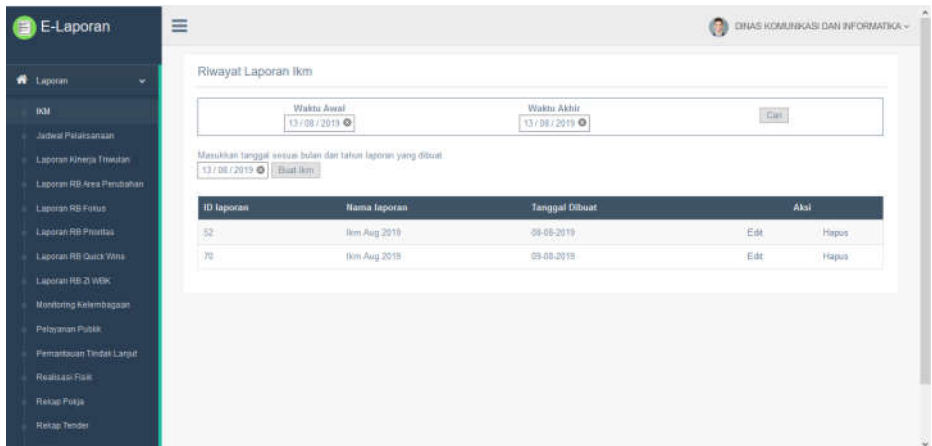 E-Laporan
DINAS KOMUNIKASI DAN INFORMATIKA
Laporan
IKM
Jadwal Pelaksanaan
Laporan Kinerja Triwulan
Laporan RB Area Perubahan
Laporan RB Fokus
Laporan RB Prioritas
Laporan RB Quick Wins
Laporan RB ZI WBK
Monitoring Kelembagaan
Pelayanan Publik
Pemantauan Tindak Lanjut
Realisasi Fisik
Rekap Pokja
Rekap Tender
Riwayat Laporan Ikm
Waktu Awal Waktu Akhir
13/08/2019 13/08/2019 Cari
Masukkan tanggal sesuai bulan dan tahun laporan yang dibuat
13/08/2019 Buat Ikm
ID laporan Nama laporan Tanggal Dibuat Aksi
52 Ikm Aug 2019 08-08-2019 Edit Hapus
70 Ikm Aug 2019 09-08-2019 Edit Hapus